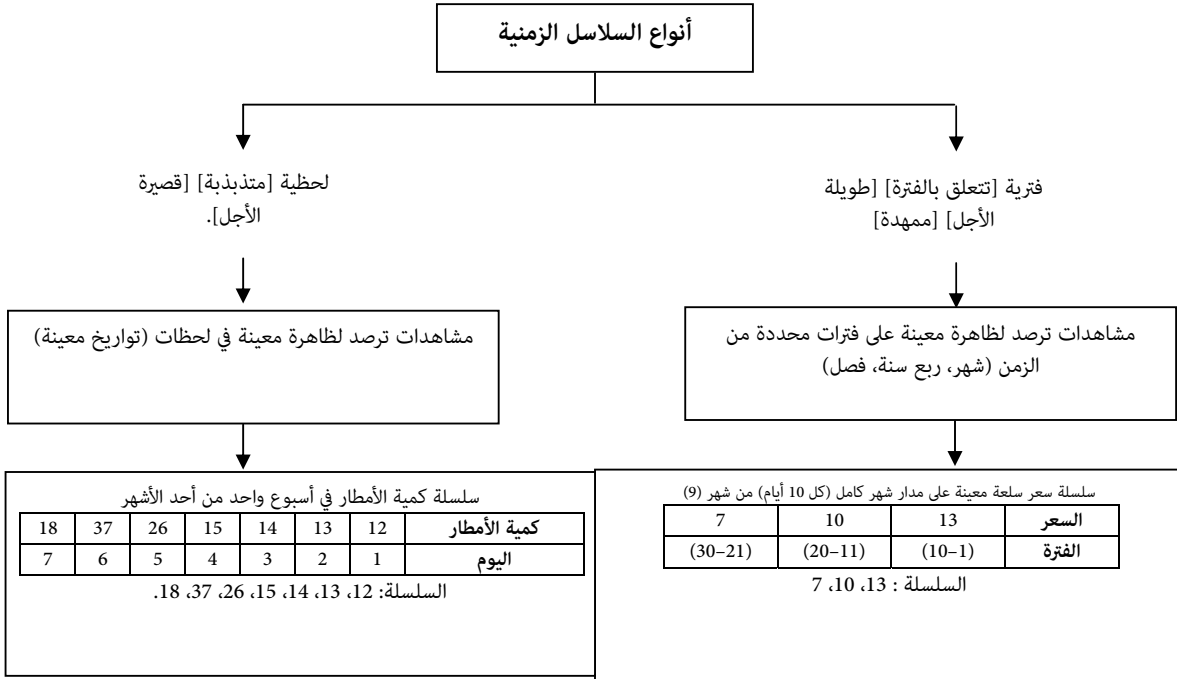 أنواع السلاسل الزمنية
فترية [تتعلق بالفترة] [طويلة
الأجل] [ممهدة]
لحظية [متذبذبة] [قصيرة
الأجل].
مشاهدات ترصد لظاهرة معينة على فترات محددة من
الزمن (شهر، ربع سنة، فصل)
مشاهدات ترصد لظاهرة معينة في لحظات (تواريخ معينة)
سلسلة سعر سلعة معينة على مدار شهر كامل (كل 10 أيام) من شهر (9)
السعر 13 10 7
الفترة (1–10) (11–20) (21–30)
السلسلة : 13، 10، 7
سلسلة كمية الأمطار في أسبوع واحد من أحد الأشهر
كمية الأمطار 12 13 14 15 26 37 18
اليوم 1 2 3 4 5 6 7
السلسلة: 12، 13، 14، 15، 26، 37، 18.